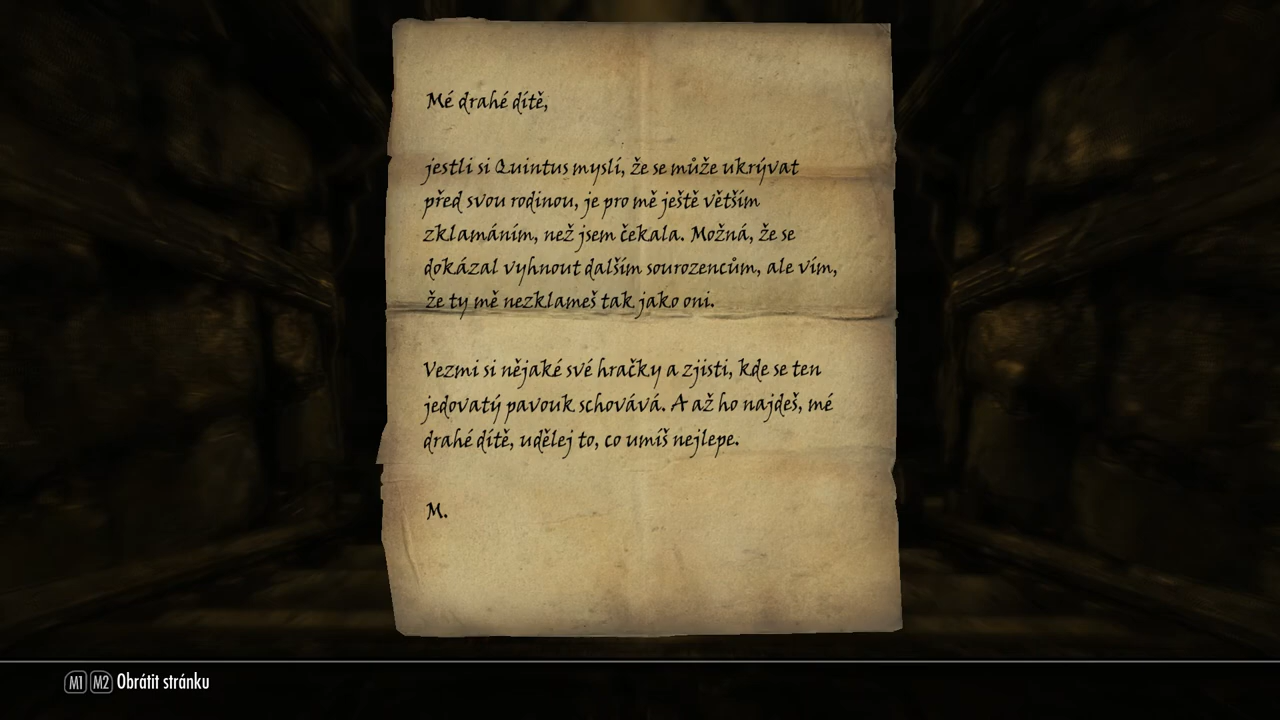 Mé drahé dítě,
jestli si Quintus myslí, že se může ukrývat
před svou rodinou, je pro mě ještě větším
zklamáním, než jsem čekala. Možná, že se
dokázal vyhnout dalším sourozencům, ale vím,
že ty mě nezklameš tak jako oni.
Vezmi si nějaké své hračky a zjisti, kde se ten
jedovatý pavouk schovává. A až ho najdeš, mé
drahé dítě, udělej to, co umíš nejlepe.
M.
M1 M2 Obrátit stránku